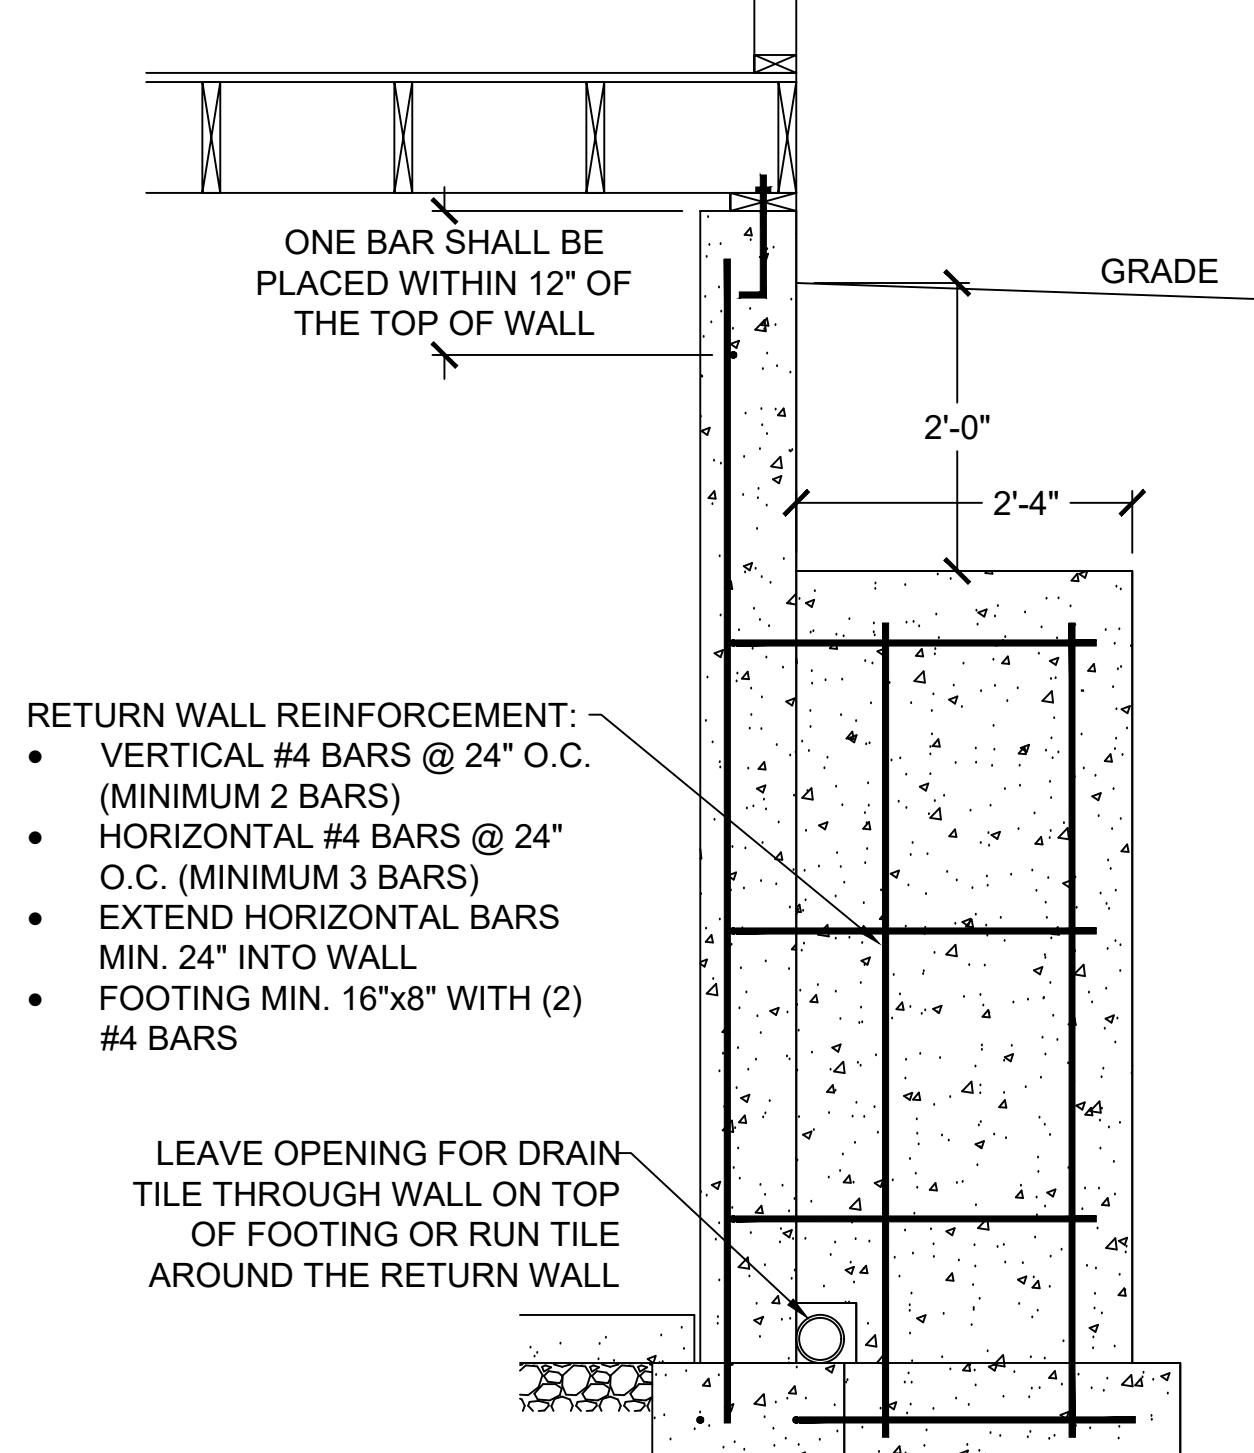 ONE BAR SHALL BE
PLACED WITHIN 12" OF
THE TOP OF WALL
GRADE
2'-0"
2'-4"
RETURN WALL REINFORCEMENT:
• VERTICAL #4 BARS @ 24" O.C.
(MINIMUM 2 BARS)
• HORIZONTAL #4 BARS @ 24"
O.C. (MINIMUM 3 BARS)
• EXTEND HORIZONTAL BARS
MIN. 24" INTO WALL
• FOOTING MIN. 16"x8" WITH (2)
#4 BARS
LEAVE OPENING FOR DRAIN
TILE THROUGH WALL ON TOP
OF FOOTING OR RUN TILE
AROUND THE RETURN WALL